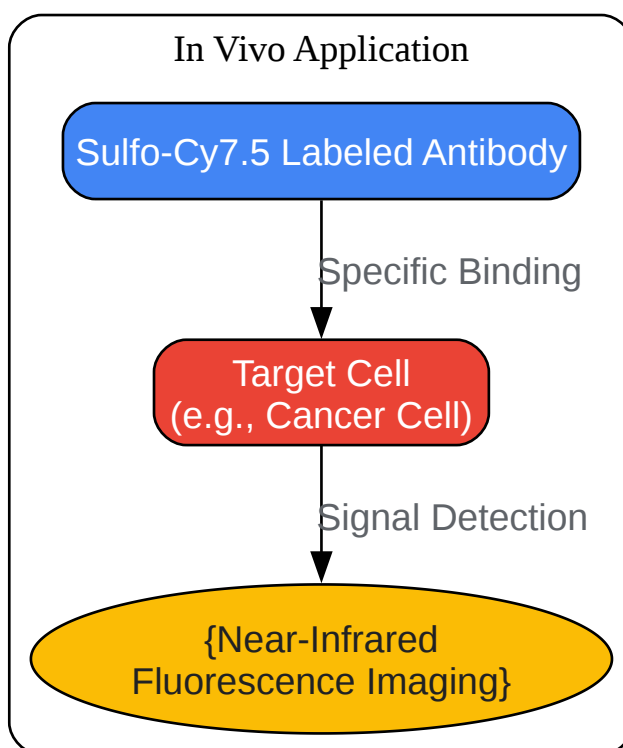 In Vivo Application
Sulfo-Cy7.5 Labeled Antibody
Specific Binding
Target Cell
(e.g., Cancer Cell)
Signal Detection
{Near-Infrared
Fluorescence Imaging}